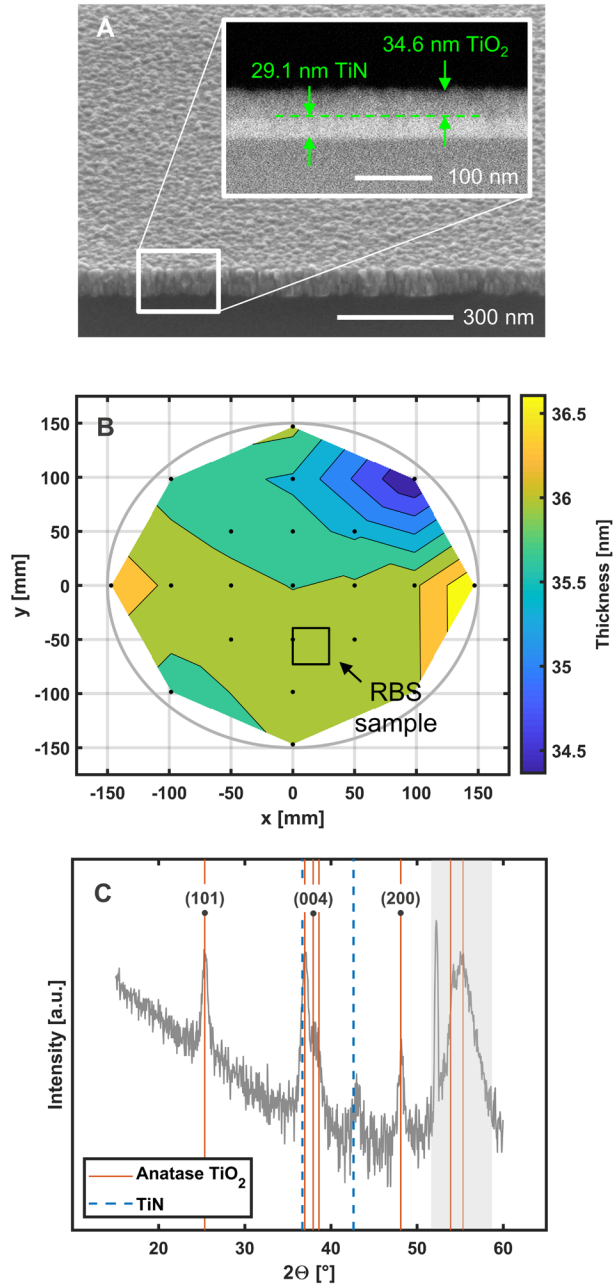 A
34.6 nm TiO2
29.1 nm TiN
100 nm
300 nm
B
150
100
50
0
-50
-100
-150
y [mm]
-150 -100 -50 0 50 100 150
x [mm]
RBS
sample
36.5
36
35.5
35
34.5
Thickness [nm]
C
(101) (004) (200)
Intensity [a.u.]
Anatase TiO2
TiN
10 20 30 40 50 60
2Θ [°]